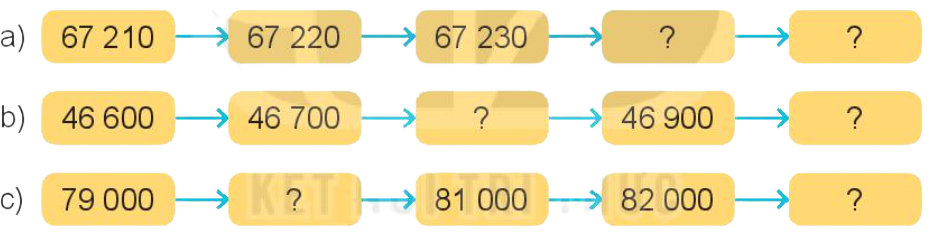 a) 67 210 67 220 67 230 ? ?
b) 46 600 46 700 ? 46 900 ?
c) 79 000 ? 81 000 82 000 ?